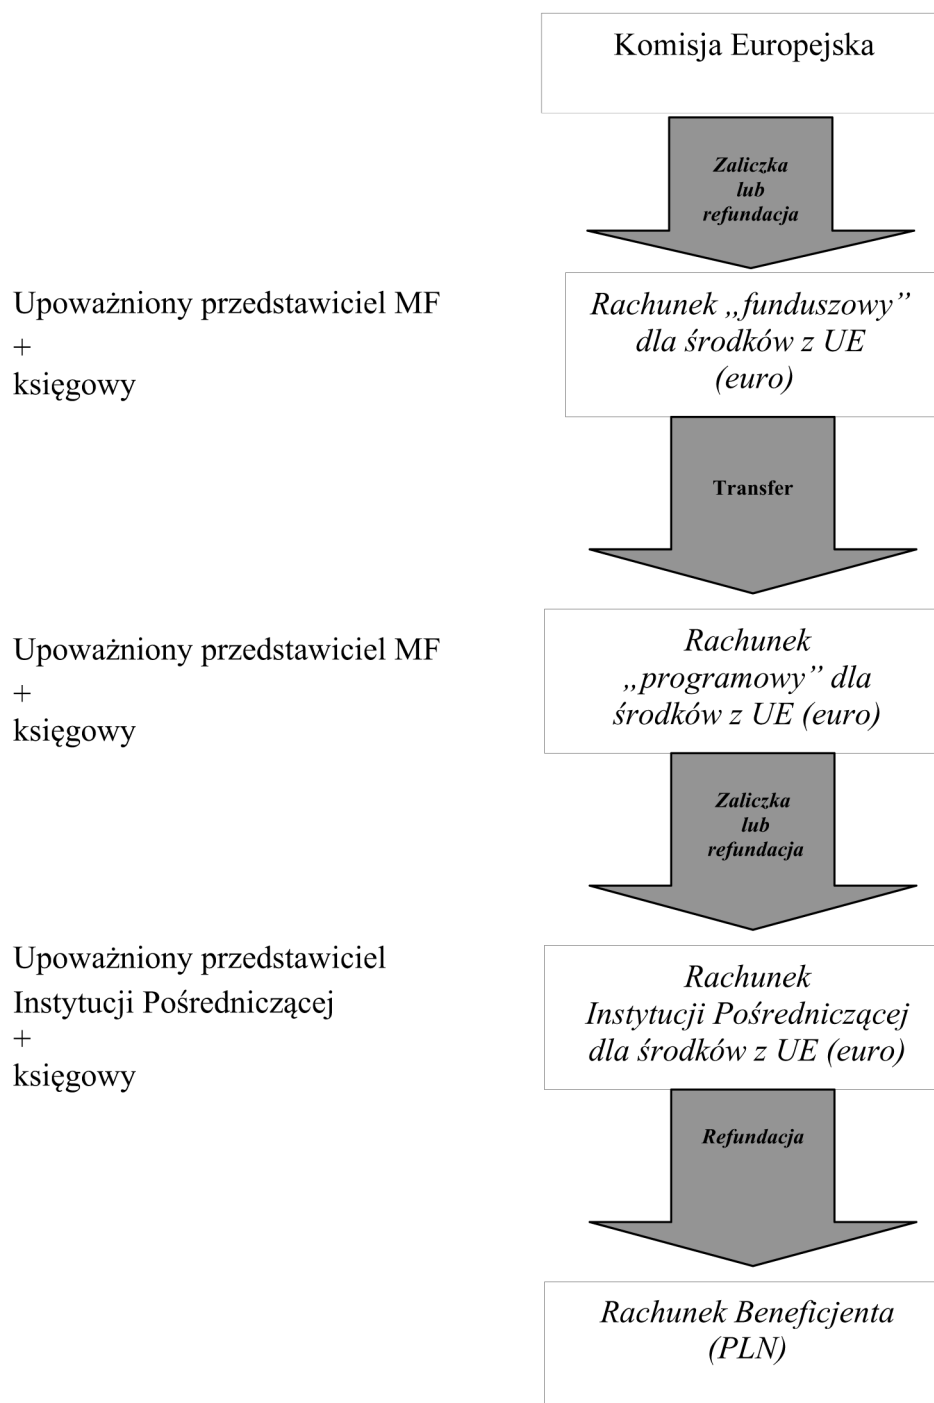 Komisja Europejska
Zaliczka
lub
refundacja
Upoważniony przedstawiciel MF
+
księgowy
Rachunek „funduszowy”
dla środków z UE
(euro)
Transfer
Upoważniony przedstawiciel MF
+
księgowy
Rachunek
„programowy” dla
środków z UE (euro)
Zaliczka
lub
refundacja
Upoważniony przedstawiciel
Instytucji Pośredniczącej
+
księgowy
Rachunek
Instytucji Pośredniczącej
dla środków z UE (euro)
Refundacja
Rachunek Beneficjenta
(PLN)